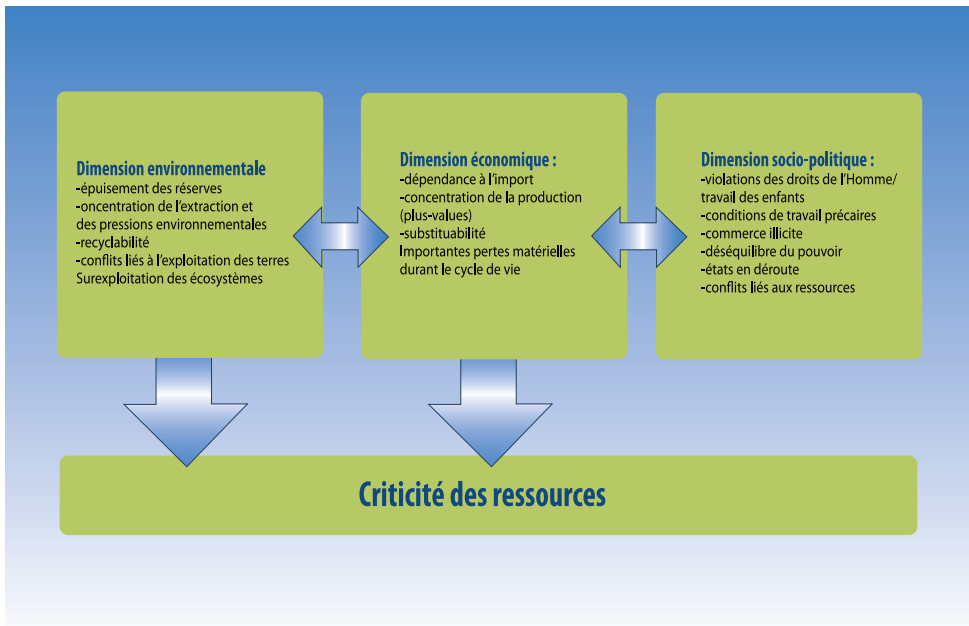 Dimension environnementale
-épuisement des réserves
-oncentration de l'extraction et
des pressions environnementales
-recyclabilité
-conflits liés à l'exploitation des terres
Surexploitation des écosystèmes
Dimension économique :
-dépendance à l'import
-concentration de la production
(plus-values)
-substituabilité
Importantes pertes matérielles
durant le cycle de vie
Dimension socio-politique :
-violations des droits de l'Homme/
travail des enfants
-conditions de travail précaires
-commerce illicite
-déséquilibre du pouvoir
-états en déroute
-conflits liés aux ressources
Criticité des ressources